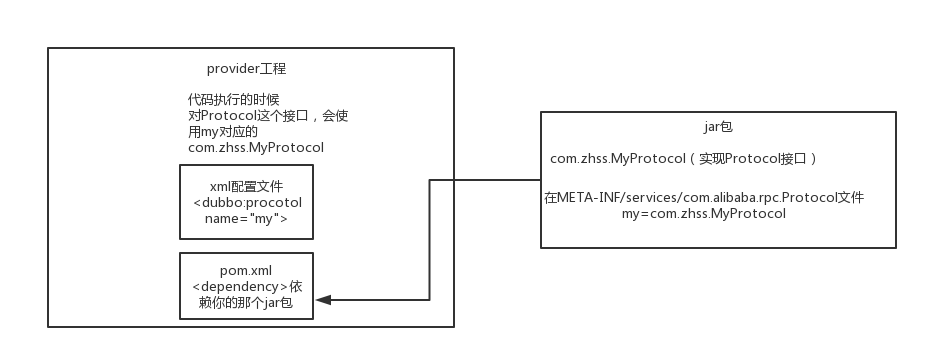 provider工程
代码执行的时候
对Protocol这个接口，会使
用my对应的
com.zhss.MyProtocol
xml配置文件
<dubbo:procotol
name="my">
pom.xml
<dependency>依
赖你的那个jar包
jar包
com.zhss.MyProtocol（实现Protocol接口）
在META-INF/services/com.alibaba.rpc.Protocol文件
my=com.zhss.MyProtocol